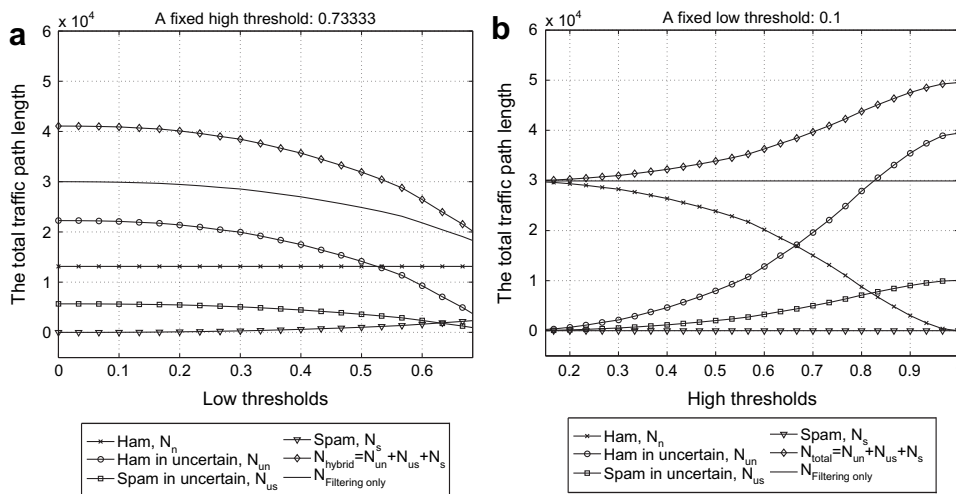 a
A fixed high threshold: 0.73333
x 10^4
6
5
4
3
2
1
0
The total traffic path length
0 0.1 0.2 0.3 0.4 0.5 0.6
Low thresholds
Ham, N_n
Ham in uncertain, N_un
Spam in uncertain, N_us
Spam, N_s
N_hybrid=N_un+N_us+N_s
N_Filtering only
b
A fixed low threshold: 0.1
x 10^4
6
5
4
3
2
1
0
The total traffic path length
0.2 0.3 0.4 0.5 0.6 0.7 0.8 0.9
High thresholds
Ham, N_n
Ham in uncertain, N_un
Spam in uncertain, N_us
Spam, N_s
N_total=N_un+N_us+N_s
N_Filtering only